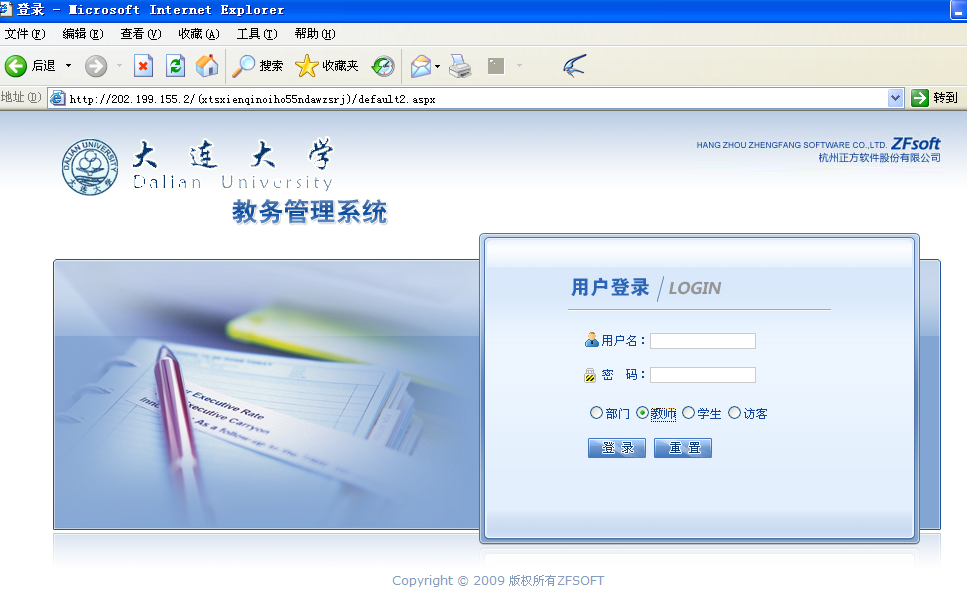 登录 - Microsoft Internet Explorer
文件(F) 编辑(E) 查看(V) 收藏(A) 工具(T) 帮助(H)
后退 搜索 收藏夹
地址(D) http://202.199.155.2/(xtsxienqinoiho55ndawzsrj)/default2.aspx 转到
大连大学
Dalian University
教务管理系统
HANG ZHOU ZHENGFANG SOFTWARE CO.,LTD. ZFsoft
杭州正方软件股份有限公司
用户登录 LOGIN
用户名：
密 码：
部门 教师 学生 访客
登 录 重 置
Executive Rate
Executive Carryon
As a follow-up to the
Copyright © 2009 版权所有ZFSOFT